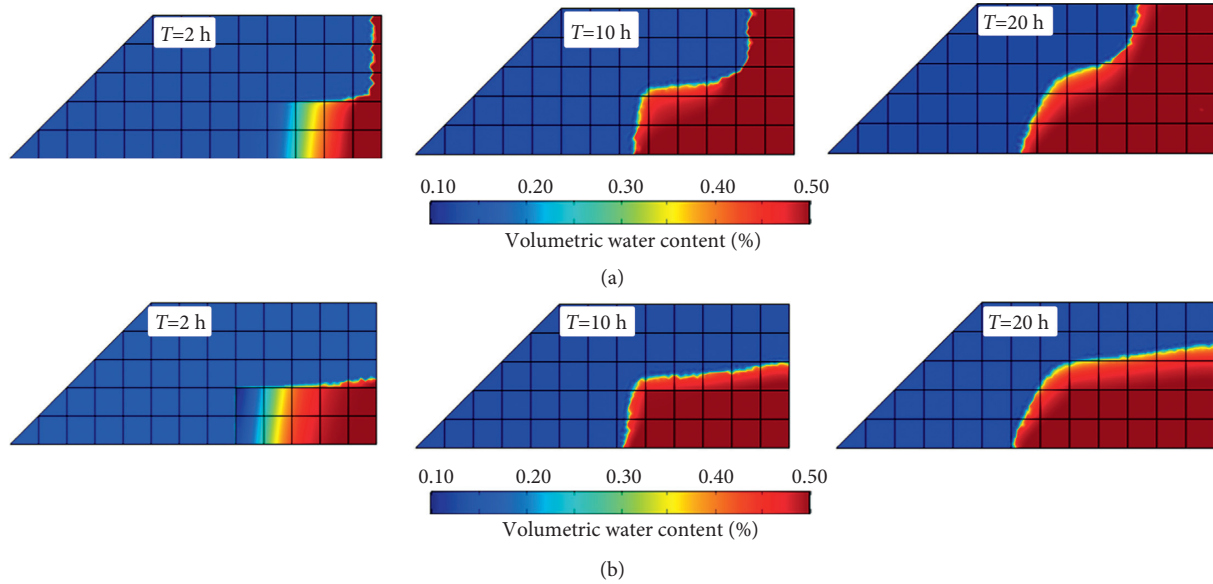 T=2 h
T=10 h
T=20 h
0.10 0.20 0.30 0.40 0.50
Volumetric water content (%)
(a)
T=2 h
T=10 h
T=20 h
0.10 0.20 0.30 0.40 0.50
Volumetric water content (%)
(b)